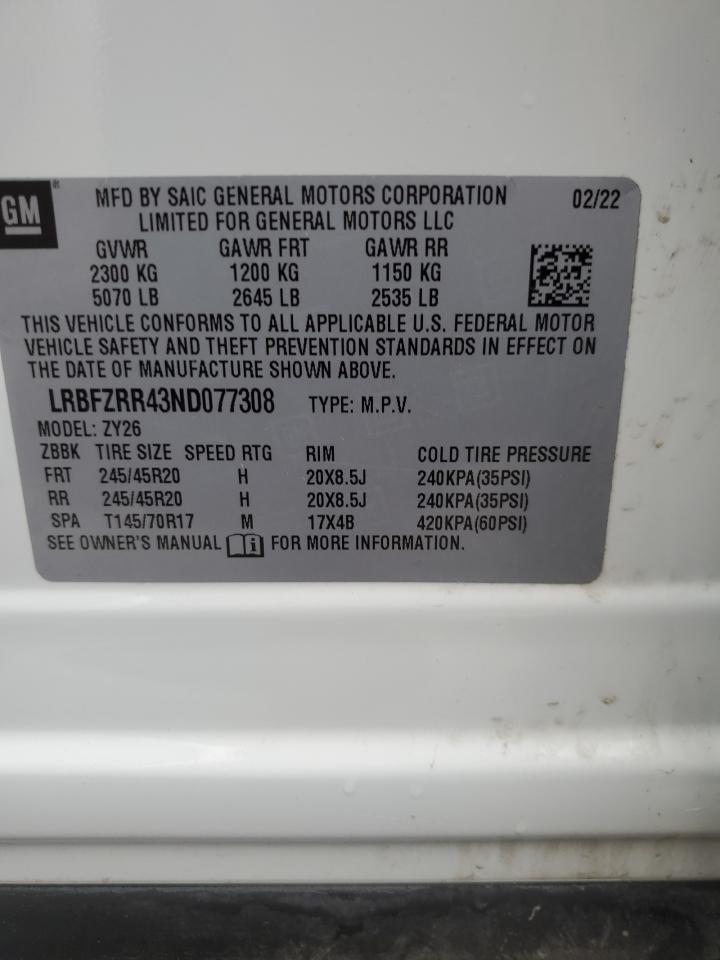 GM ®
MFD BY SAIC GENERAL MOTORS CORPORATION 02/22
LIMITED FOR GENERAL MOTORS LLC
GVWR GAWR FRT GAWR RR
2300 KG 1200 KG 1150 KG
5070 LB 2645 LB 2535 LB
THIS VEHICLE CONFORMS TO ALL APPLICABLE U.S. FEDERAL MOTOR
VEHICLE SAFETY AND THEFT PREVENTION STANDARDS IN EFFECT ON
THE DATE OF MANUFACTURE SHOWN ABOVE.
LRBFZRR43ND077308 TYPE: M.P.V.
MODEL: ZY26
ZBBK TIRE SIZE SPEED RTG RIM COLD TIRE PRESSURE
FRT 245/45R20 H 20X8.5J 240KPA(35PSI)
RR 245/45R20 H 20X8.5J 240KPA(35PSI)
SPA T145/70R17 M 17X4B 420KPA(60PSI)
SEE OWNER'S MANUAL i FOR MORE INFORMATION.